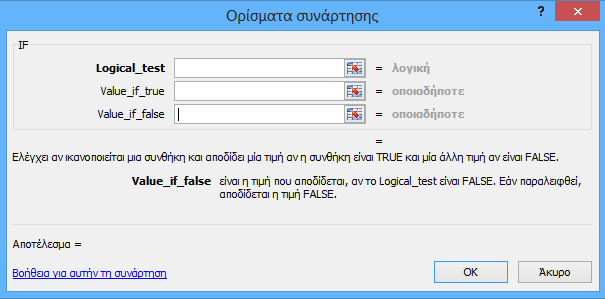 Ορίσματα συνάρτησης
?
IF
Logical_test = λογική
Value_if_true = οποιαδήποτε
Value_if_false = οποιαδήποτε
=
Ελέγχει αν ικανοποιείται μια συνθήκη και αποδίδει μία τιμή αν η συνθήκη είναι TRUE και μία άλλη τιμή αν είναι FALSE.
Value_if_false είναι η τιμή που αποδίδεται, αν το Logical_test είναι FALSE. Εάν παραλειφθεί,
αποδίδεται η τιμή FALSE.
Αποτέλεσμα =
Βοήθεια για αυτήν τη συνάρτηση
OK
Άκυρο